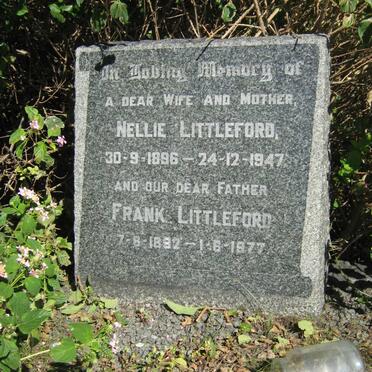 In Loving Memory of
A DEAR WIFE AND MOTHER,
NELLIE LITTLEFORD,
30-9-1896 – 24-12-1947
AND OUR DEAR FATHER
FRANK LITTLEFORD
7-8-1892 – 1-6-1977